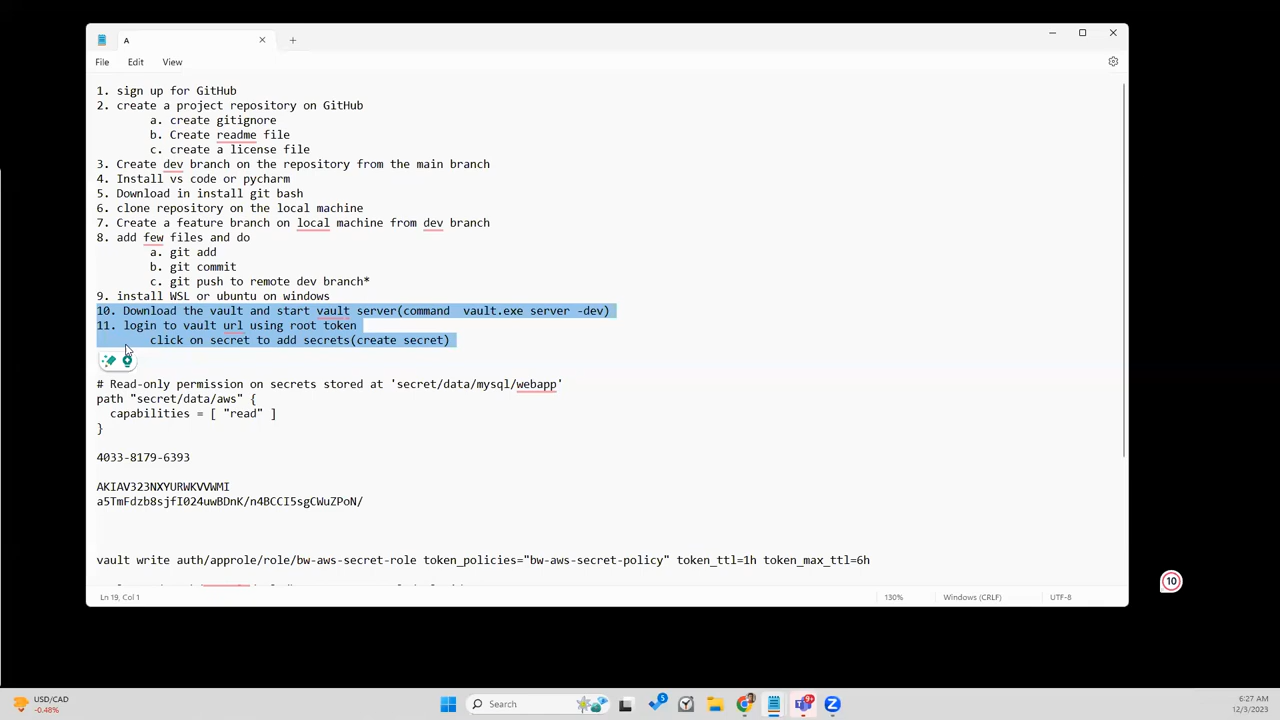 A
File Edit View
1. sign up for GitHub
2. create a project repository on GitHub
a. create gitignore
b. Create readme file
c. create a license file
3. Create dev branch on the repository from the main branch
4. Install vs code or pycharm
5. Download in install git bash
6. clone repository on the local machine
7. Create a feature branch on local machine from dev branch
8. add few files and do
a. git add
b. git commit
c. git push to remote dev branch*
9. install WSL or ubuntu on windows
10. Download the vault and start vault server(command vault.exe server -dev)
11. login to vault url using root token
click on secret to add secrets(create secret)
# Read-only permission on secrets stored at 'secret/data/mysql/webapp'
path "secret/data/aws" {
capabilities = [ "read" ]
}
4033-8179-6393
AKIAV323NXYURWKVVWMI
a5TmFdzb8sjfI024uwBDnK/n4BCCI5sgCWuZPoN/
vault write auth/approle/role/bw-aws-secret-role token_policies="bw-aws-secret-policy" token_ttl=1h token_max_ttl=6h
Ln 19, Col 1
130%
Windows (CRLF)
UTF-8
10
USD/CAD
-0.48%
Search
5
9+
6:27 AM
12/3/2023